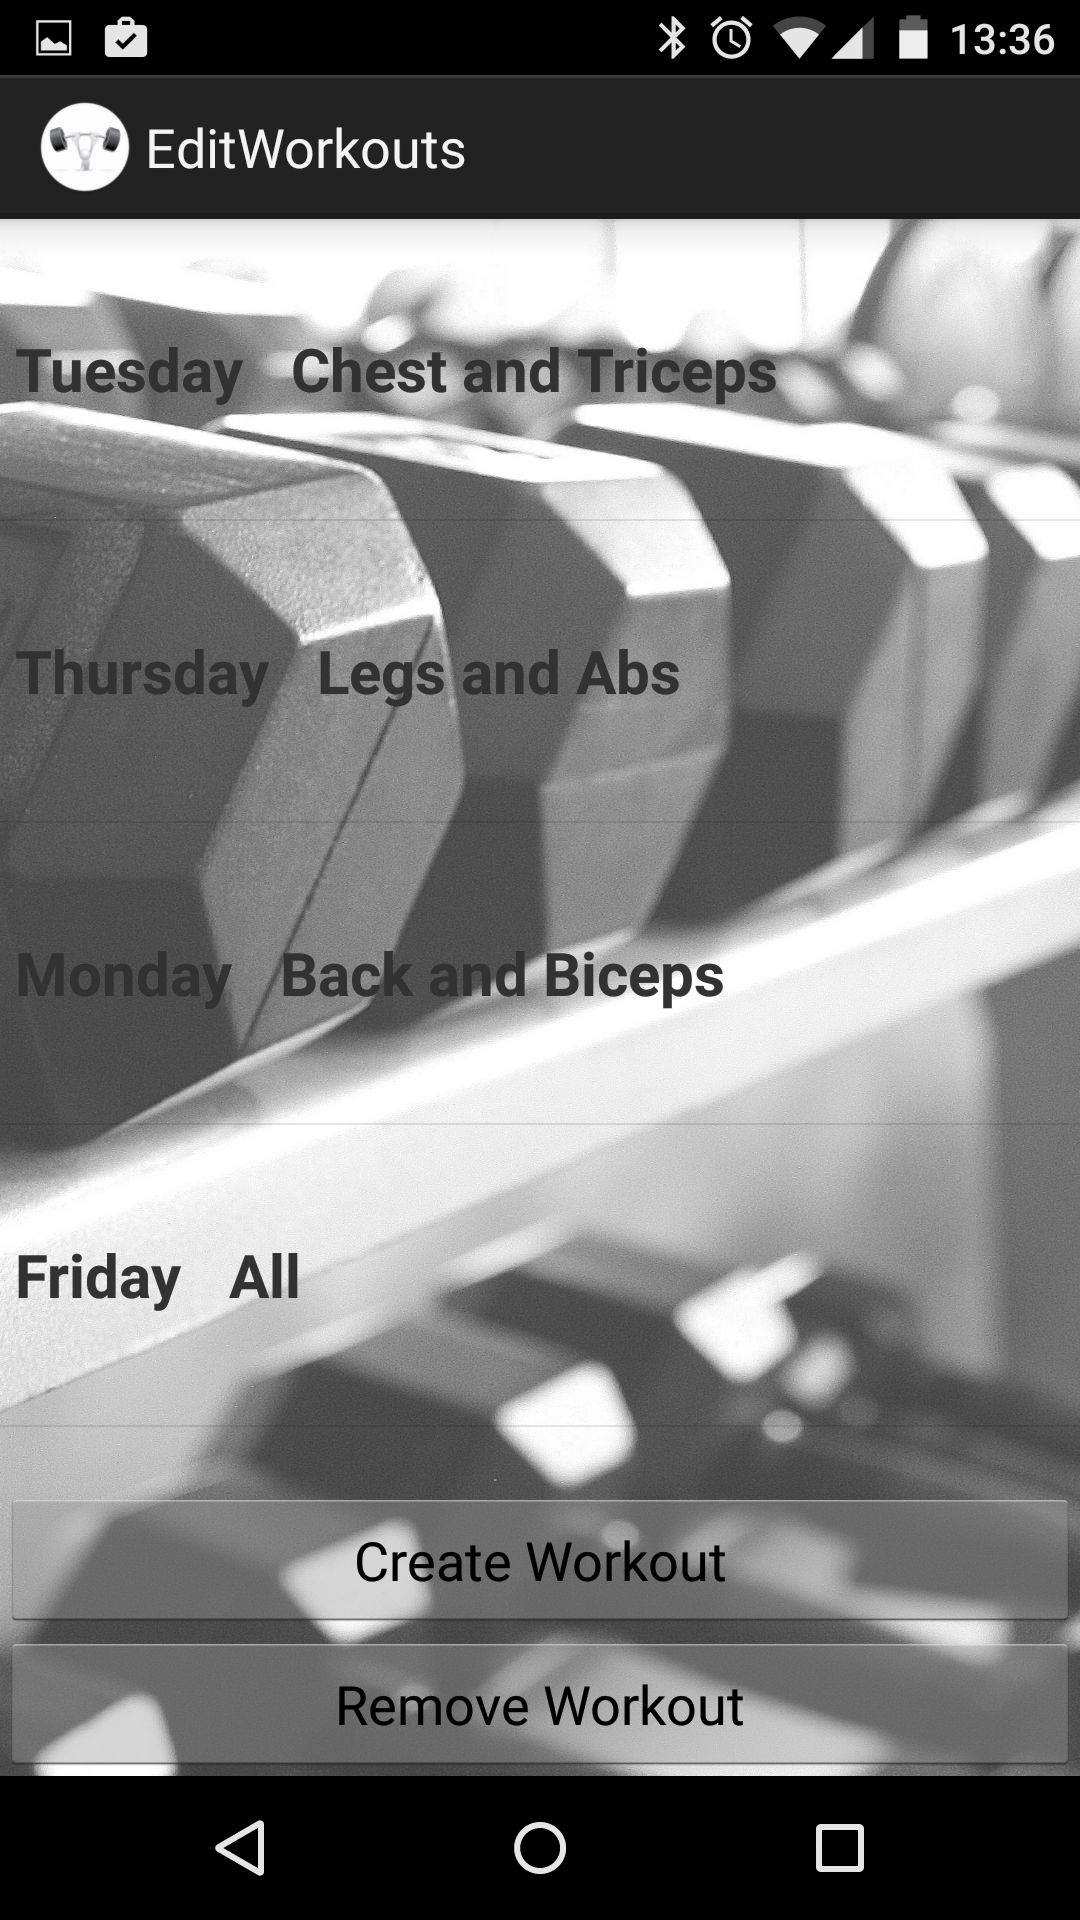 13:36
EditWorkouts
Tuesday Chest and Triceps
Thursday Legs and Abs
Monday Back and Biceps
Friday All
Create Workout
Remove Workout